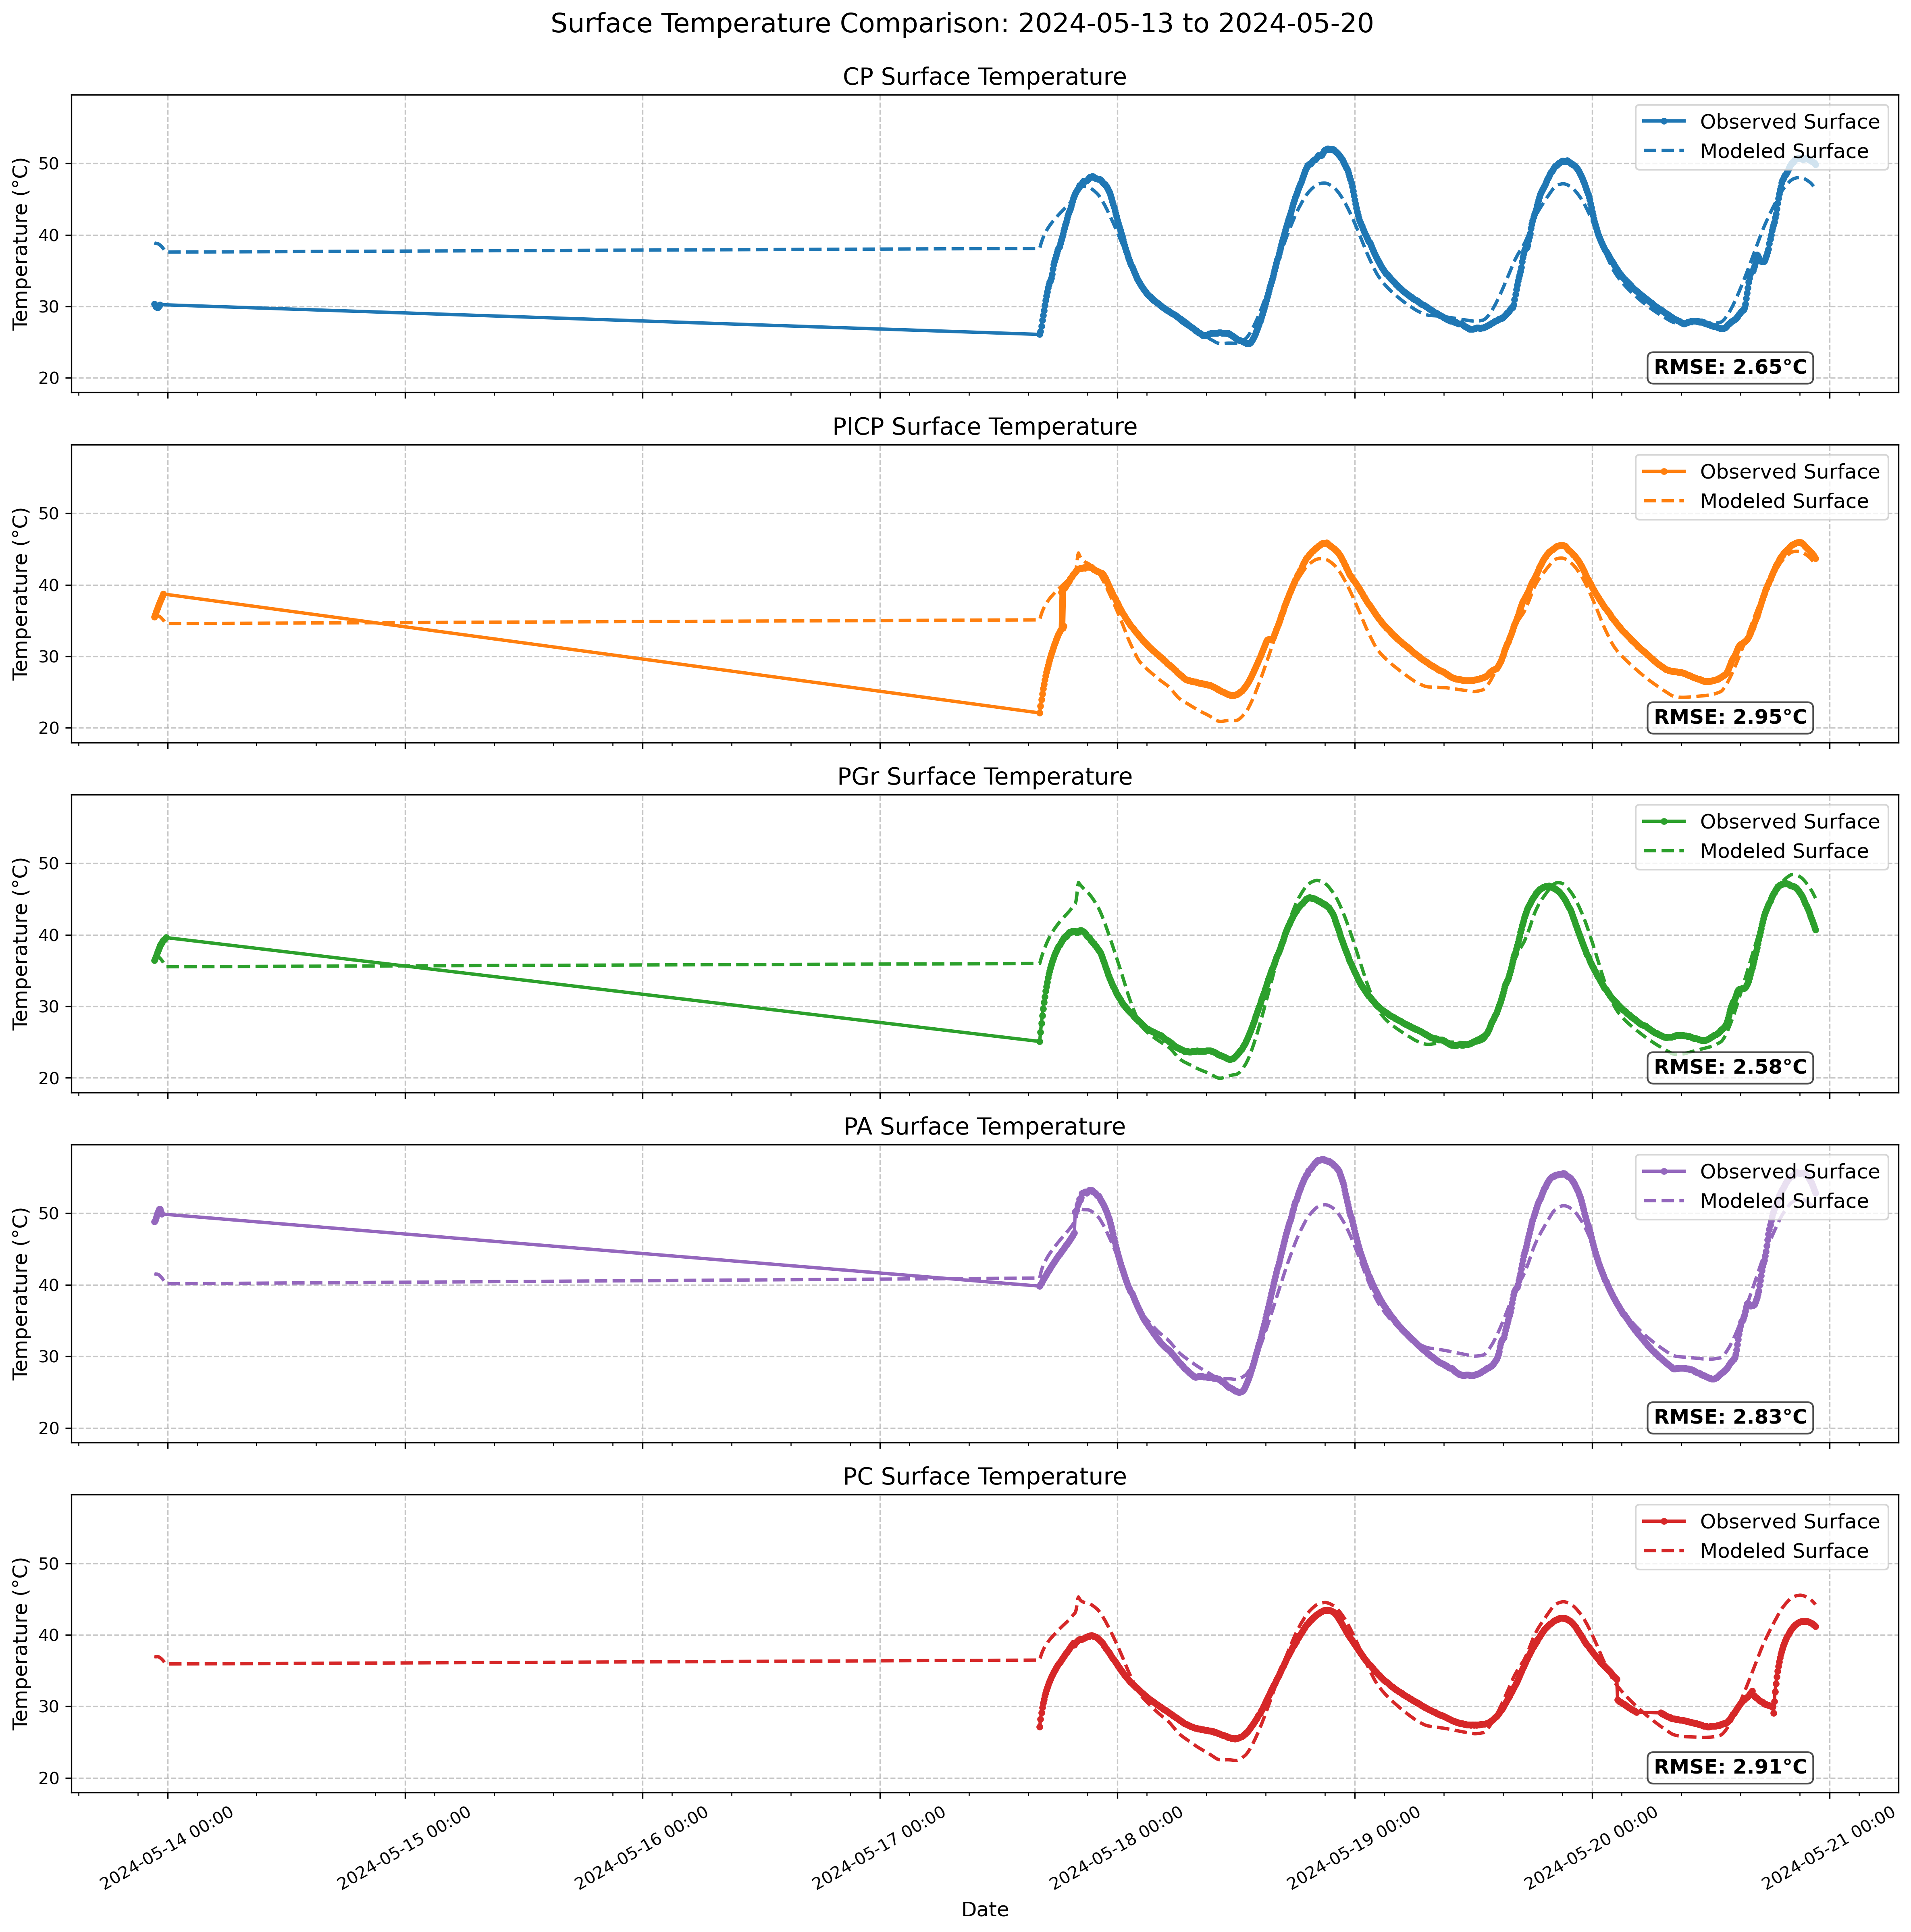 Surface Temperature Comparison: 2024-05-13 to 2024-05-20
CP Surface Temperature
Temperature (°C)
50
40
30
20
Observed Surface
Modeled Surface
RMSE: 2.65°C
PICP Surface Temperature
Temperature (°C)
50
40
30
20
Observed Surface
Modeled Surface
RMSE: 2.95°C
PGr Surface Temperature
Temperature (°C)
50
40
30
20
Observed Surface
Modeled Surface
RMSE: 2.58°C
PA Surface Temperature
Temperature (°C)
50
40
30
20
Observed Surface
Modeled Surface
RMSE: 2.83°C
PC Surface Temperature
Temperature (°C)
50
40
30
20
Observed Surface
Modeled Surface
RMSE: 2.91°C
2024-05-14 00:00
2024-05-15 00:00
2024-05-16 00:00
2024-05-17 00:00
2024-05-18 00:00
2024-05-19 00:00
2024-05-20 00:00
2024-05-21 00:00
Date